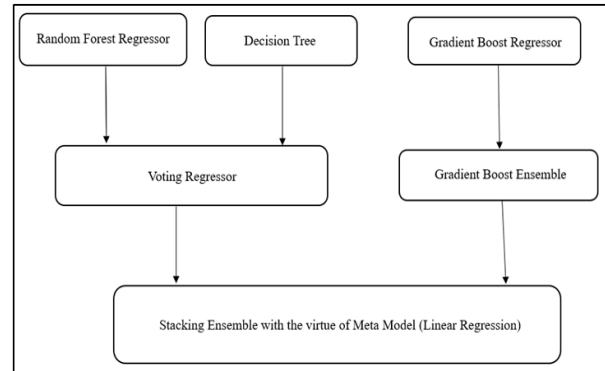 Random Forest Regressor
Decision Tree
Gradient Boost Regressor
Voting Regressor
Gradient Boost Ensemble
Stacking Ensemble with the virtue of Meta Model (Linear Regression)